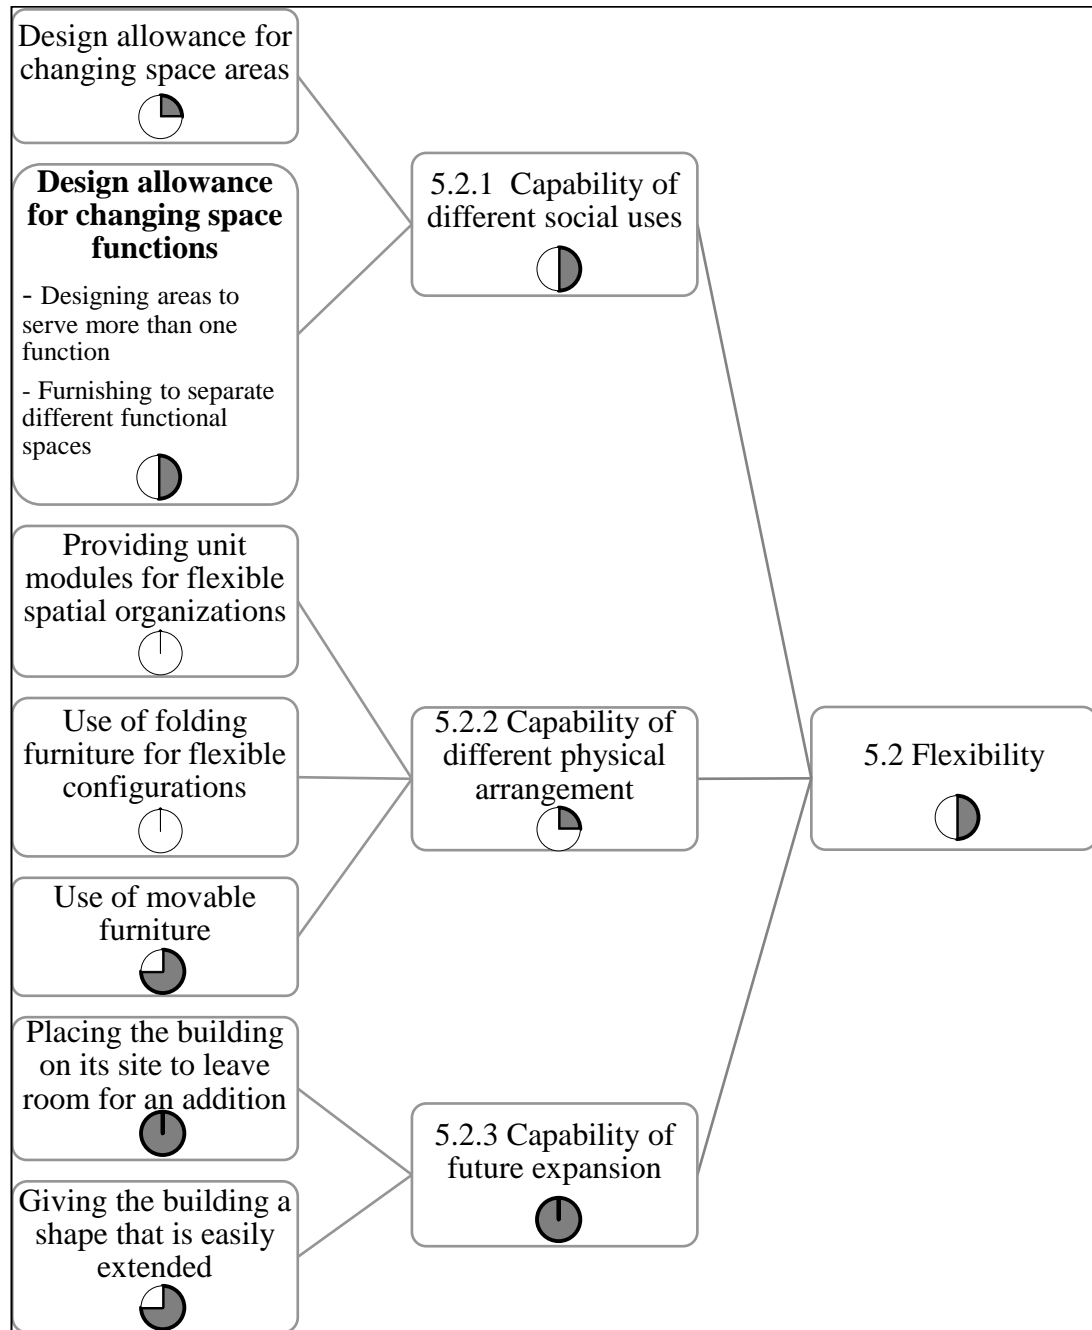 Design allowance for
changing space areas
Design allowance
for changing space
functions
- Designing areas to
serve more than one
function
- Furnishing to separate
different functional
spaces
Providing unit
modules for flexible
spatial organizations
Use of folding
furniture for flexible
configurations
Use of movable
furniture
Placing the building
on its site to leave
room for an addition
Giving the building a
shape that is easily
extended
5.2.1 Capability of
different social uses
5.2.2 Capability of
different physical
arrangement
5.2.3 Capability of
future expansion
5.2 Flexibility